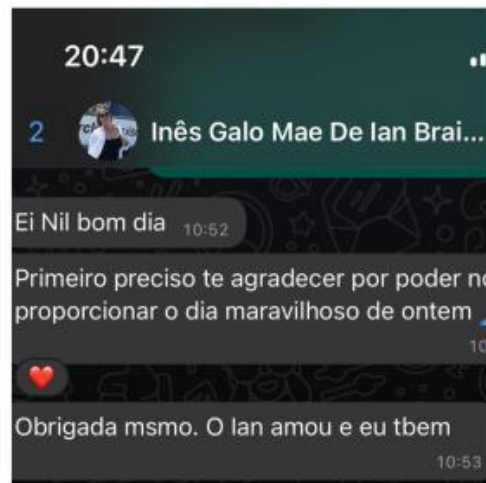 20:47
2 Inês Galo Mae De Ian Brai...
Ei Nil bom dia 10:52
Primeiro preciso te agradecer por poder
proporcionar o dia maravilhoso de ontem
Obrigada msmo. O Ian amou e eu tbem
10:53